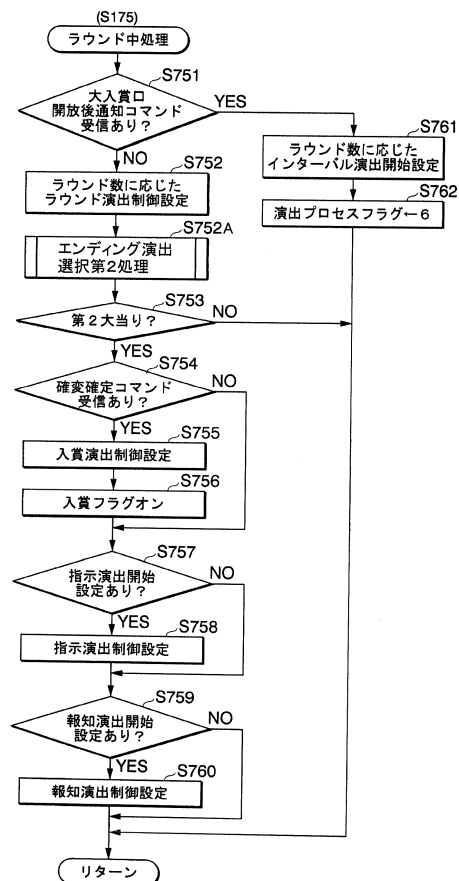 (S175)
ラウンド中処理
S751
大入賞口
開放後通知コマンド
受信あり？
YES
NO
S761
ラウンド数に応じた
インターバル演出開始設定
S762
演出プロセスフラグ←6
S752
ラウンド数に応じた
ラウンド演出制御設定
S752A
エンディング演出
選択第2処理
S753
第2大当り？
NO
YES
S754
確変確定コマンド
受信あり？
NO
YES
S755
入賞演出制御設定
S756
入賞フラグオン
S757
指示演出開始
設定あり？
NO
YES
S758
指示演出制御設定
S759
報知演出開始
設定あり？
NO
YES
S760
報知演出制御設定
リターン